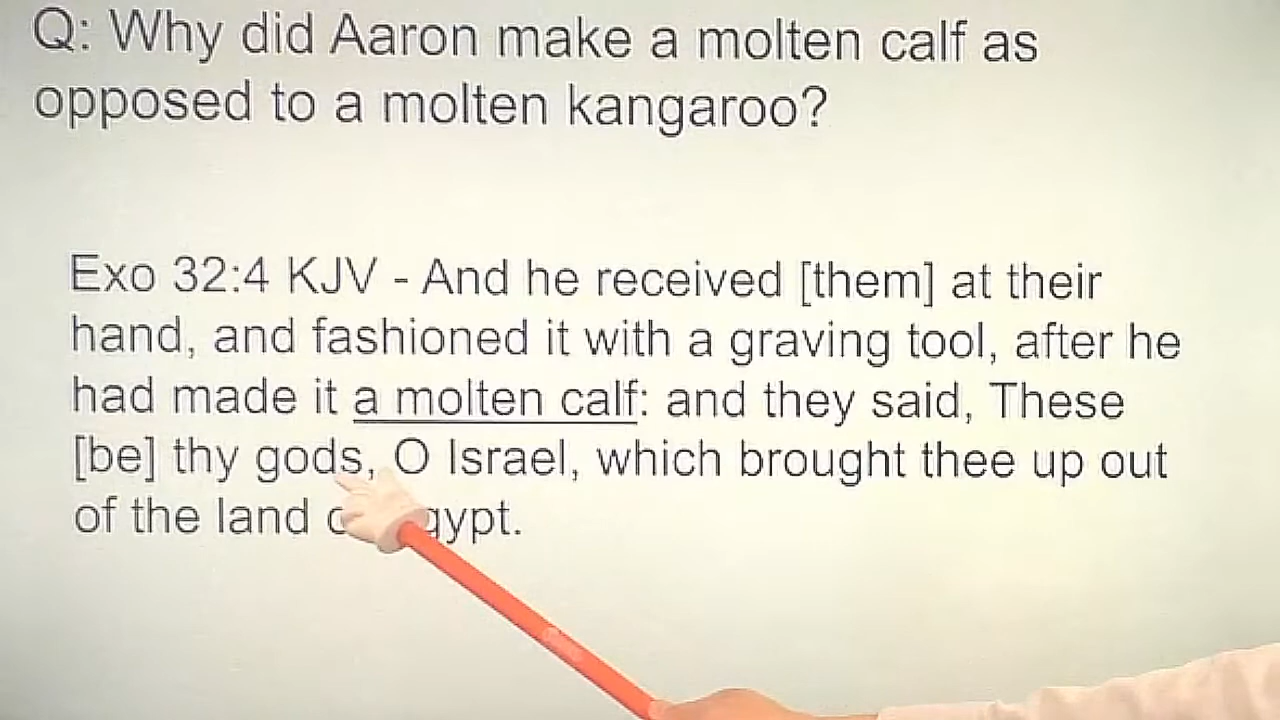 Q: Why did Aaron make a molten calf as
opposed to a molten kangaroo?
Exo 32:4 KJV - And he received [them] at their
hand, and fashioned it with a graving tool, after he
had made it a molten calf: and they said, These
[be] thy gods, O Israel, which brought thee up out
of the land gypt.